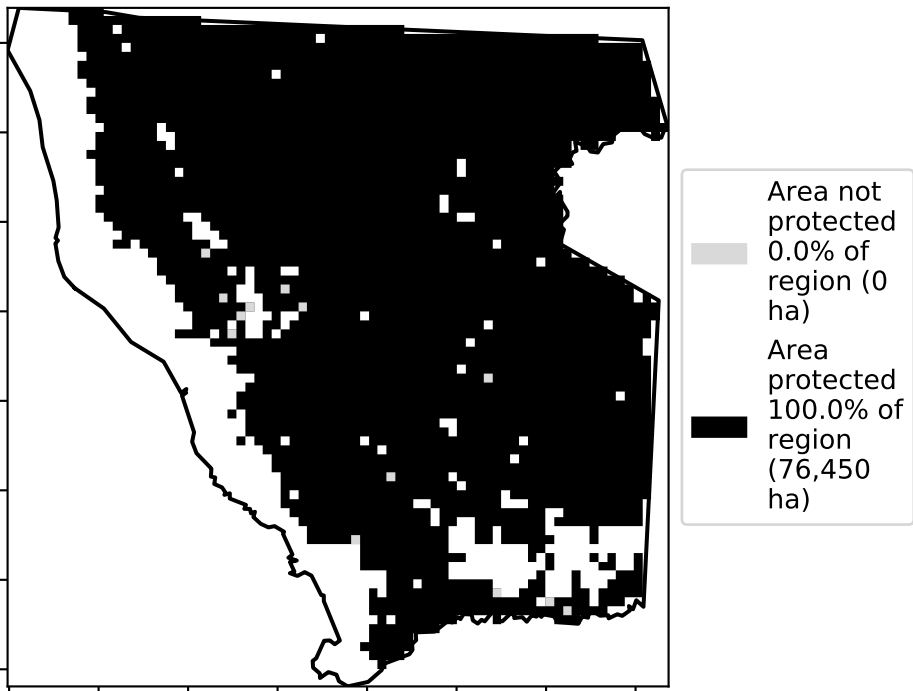 Area not
protected
0.0% of
region (0
ha)
Area
protected
100.0% of
region
(76,450
ha)